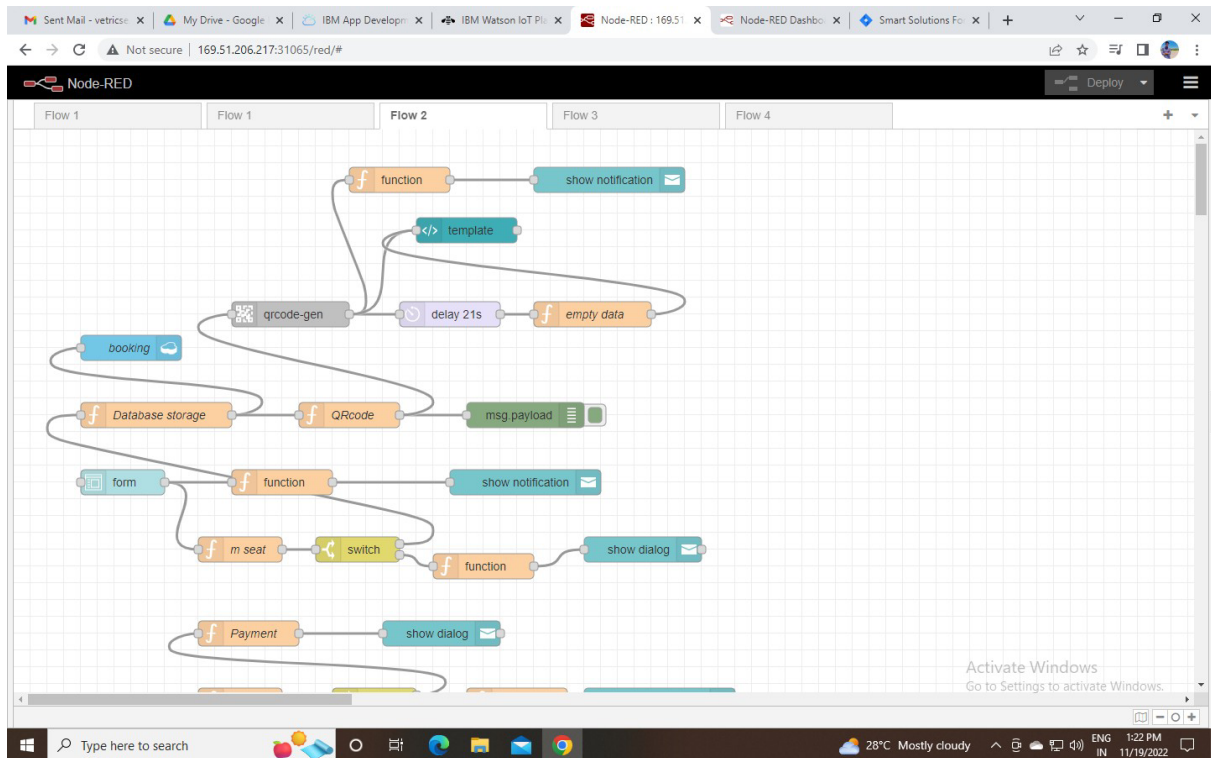 Sent Mail - vetricse
My Drive - Google
IBM App Developm
IBM Watson IoT Pla
Node-RED : 169.51
Node-RED Dashbo
Smart Solutions Fo
Not secure | 169.51.206.217:31065/red/#
Node-RED
Deploy
Flow 1
Flow 1
Flow 2
Flow 3
Flow 4
function
show notification
</> template
qrcode-gen
delay 21s
empty data
booking
Database storage
QRcode
msg.payload
form
function
show notification
m seat
switch
function
show dialog
Payment
show dialog
Activate Windows
Go to Settings to activate Windows.
Type here to search
28°C Mostly cloudy
ENG
IN
1:22 PM
11/19/2022